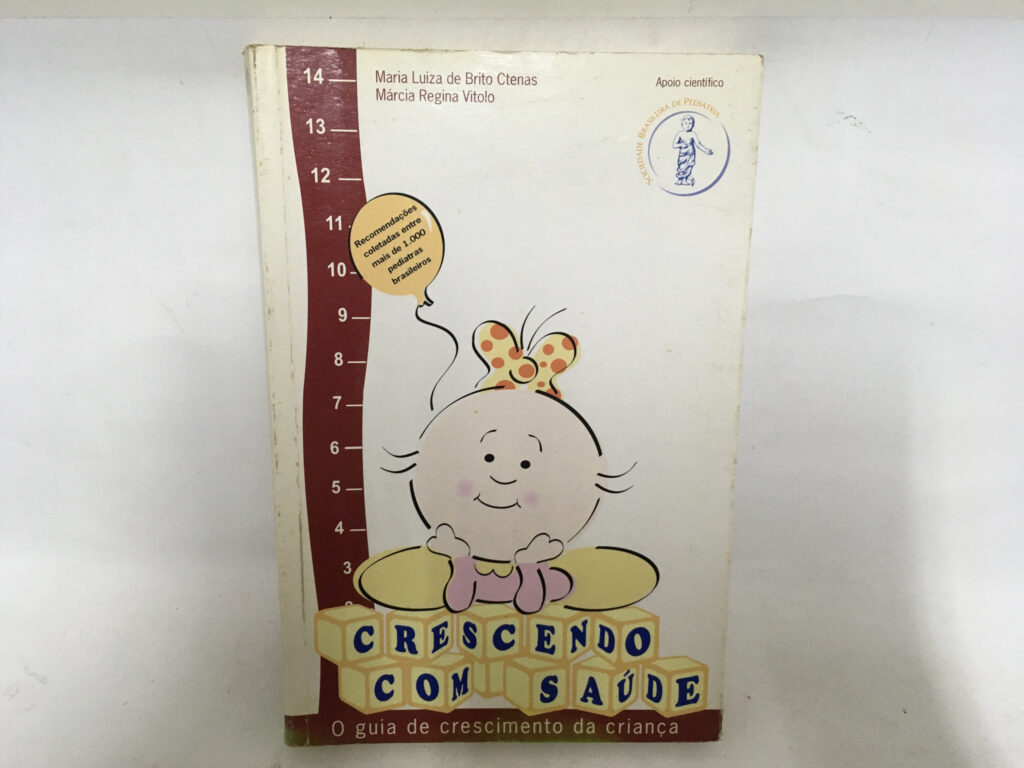 Maria Luiza de Brito Ctenas
Márcia Regina Vitolo
Apoio científico
SOCIEDADE BRASILEIRA DE PEDIATRIA
14
13
12
11
10
9
8
7
6
5
4
3
Recomendações
coletadas entre
mais de 1.000
pediatras
brasileiros
CRESCENDO
COM SAÚDE
O guia de crescimento da criança